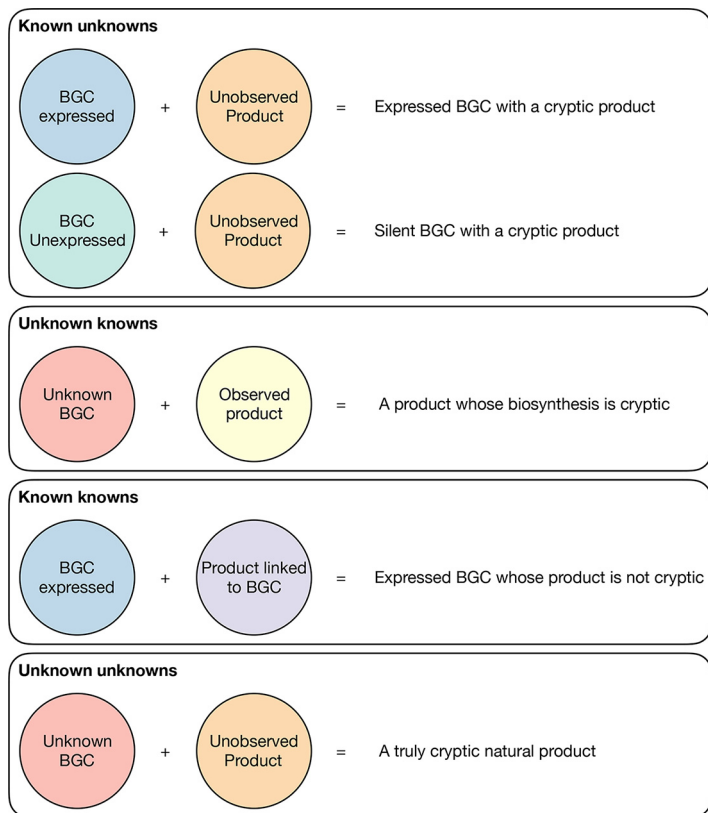 Known unknowns
BGC
expressed
+
Unobserved
Product
=
Expressed BGC with a cryptic product
BGC
Unexpressed
+
Unobserved
Product
=
Silent BGC with a cryptic product
Unknown knowns
Unknown
BGC
+
Observed
product
=
A product whose biosynthesis is cryptic
Known knowns
BGC
expressed
+
Product linked
to BGC
=
Expressed BGC whose product is not cryptic
Unknown unknowns
Unknown
BGC
+
Unobserved
Product
=
A truly cryptic natural product